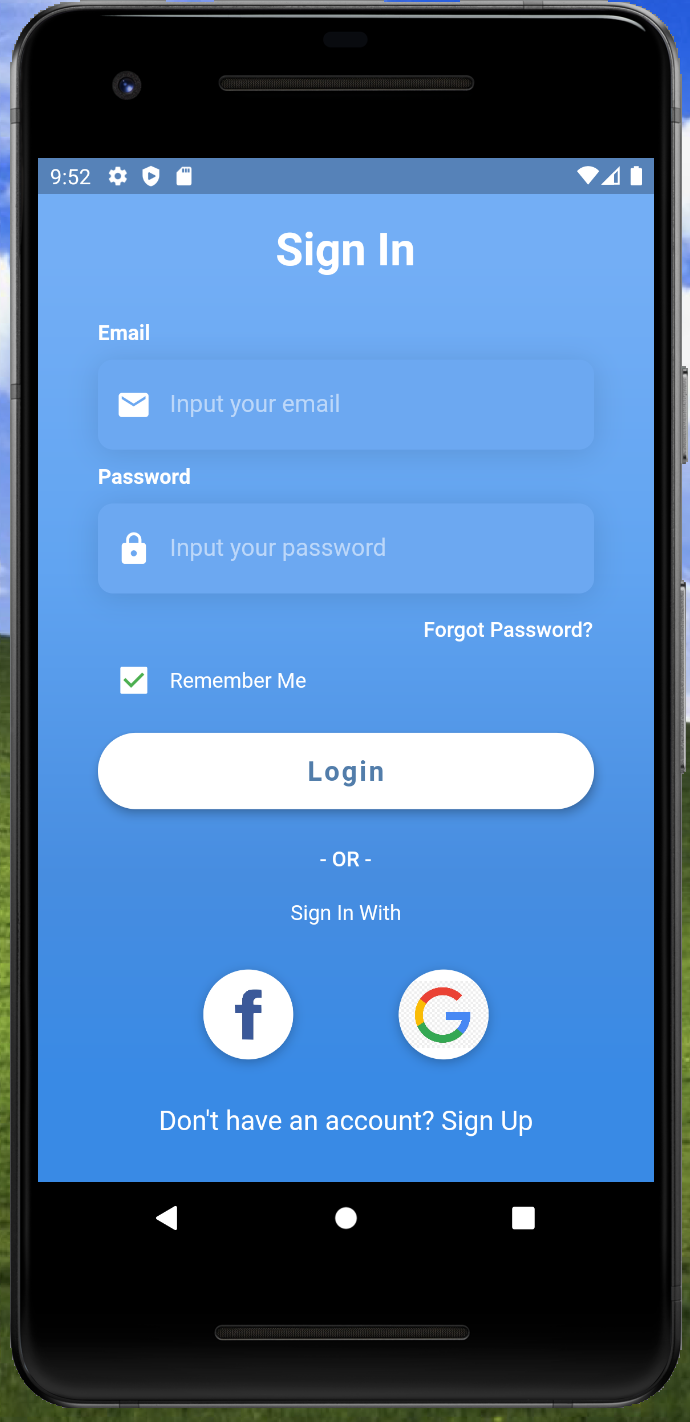 9:52
Sign In
Email
Input your email
Password
Input your password
Forgot Password?
Remember Me
Login
- OR -
Sign In With
f G
Don't have an account? Sign Up